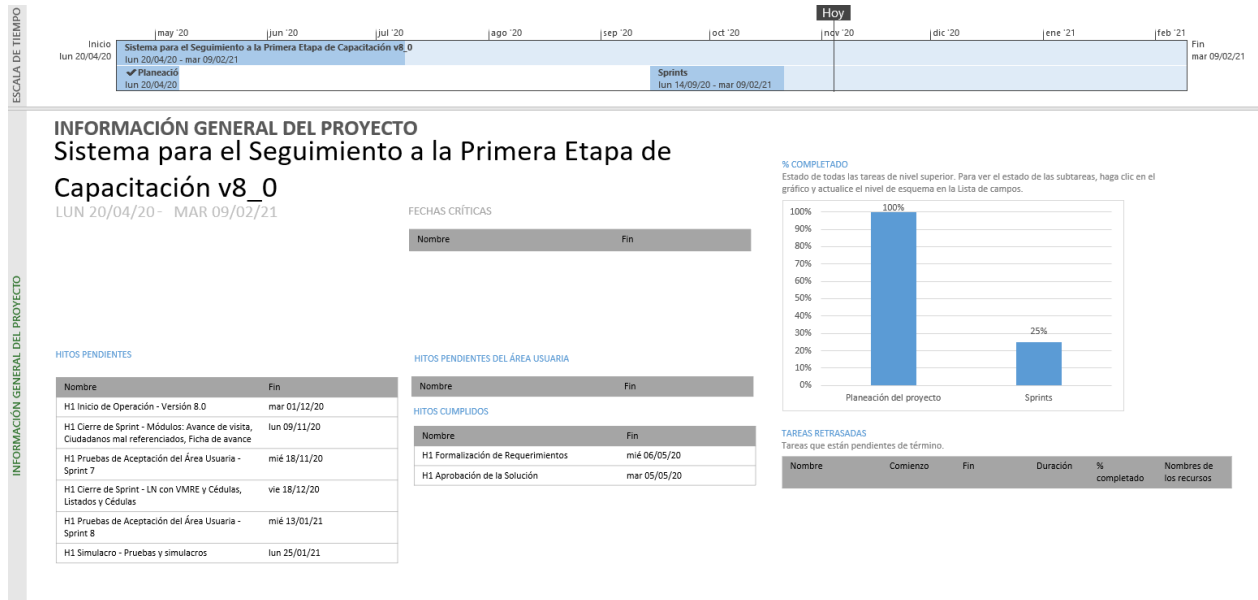 ESCALA DE TIEMPO
Hoy
may '20
jun '20
jul '20
ago '20
sep '20
oct '20
nov '20
dic '20
ene '21
feb '21
Inicio
lun 20/04/20
Sistema para el Seguimiento a la Primera Etapa de Capacitación v8_0
lun 20/04/20 - mar 09/02/21
Planeació
lun 20/04/20
Sprints
lun 14/09/20 - mar 09/02/21
Fin
mar 09/02/21
INFORMACIÓN GENERAL DEL PROYECTO
INFORMACIÓN GENERAL DEL PROYECTO
Sistema para el Seguimiento a la Primera Etapa de
Capacitación v8_0
LUN 20/04/20 - MAR 09/02/21
FECHAS CRÍTICAS
Nombre Fin
HITOS PENDIENTES
Nombre Fin
H1 Inicio de Operación - Versión 8.0 mar 01/12/20
H1 Cierre de Sprint - Módulos: Avance de visita, lun 09/11/20
Ciudadanos mal referenciados, Ficha de avance
H1 Pruebas de Aceptación del Área Usuaria - mié 18/11/20
Sprint 7
H1 Cierre de Sprint - LN con VMRE y Cédulas, vie 18/12/20
Listados y Cédulas
H1 Pruebas de Aceptación del Área Usuaria - mié 13/01/21
Sprint 8
H1 Simulacro - Pruebas y simulacros lun 25/01/21
HITOS PENDIENTES DEL ÁREA USUARIA
Nombre Fin
HITOS CUMPLIDOS
Nombre Fin
H1 Formalización de Requerimientos mié 06/05/20
H1 Aprobación de la Solución mar 05/05/20
% COMPLETADO
Estado de todas las tareas de nivel superior. Para ver el estado de las subtareas, haga clic en el
gráfico y actualice el nivel de esquema en la Lista de campos.
100%
90%
80%
70%
60%
50%
40%
30%
20%
10%
0%
100%
25%
Planeación del proyecto
Sprints
TAREAS RETRASADAS
Tareas que están pendientes de término.
Nombre Comienzo Fin Duración % Nombres de
completado los recursos